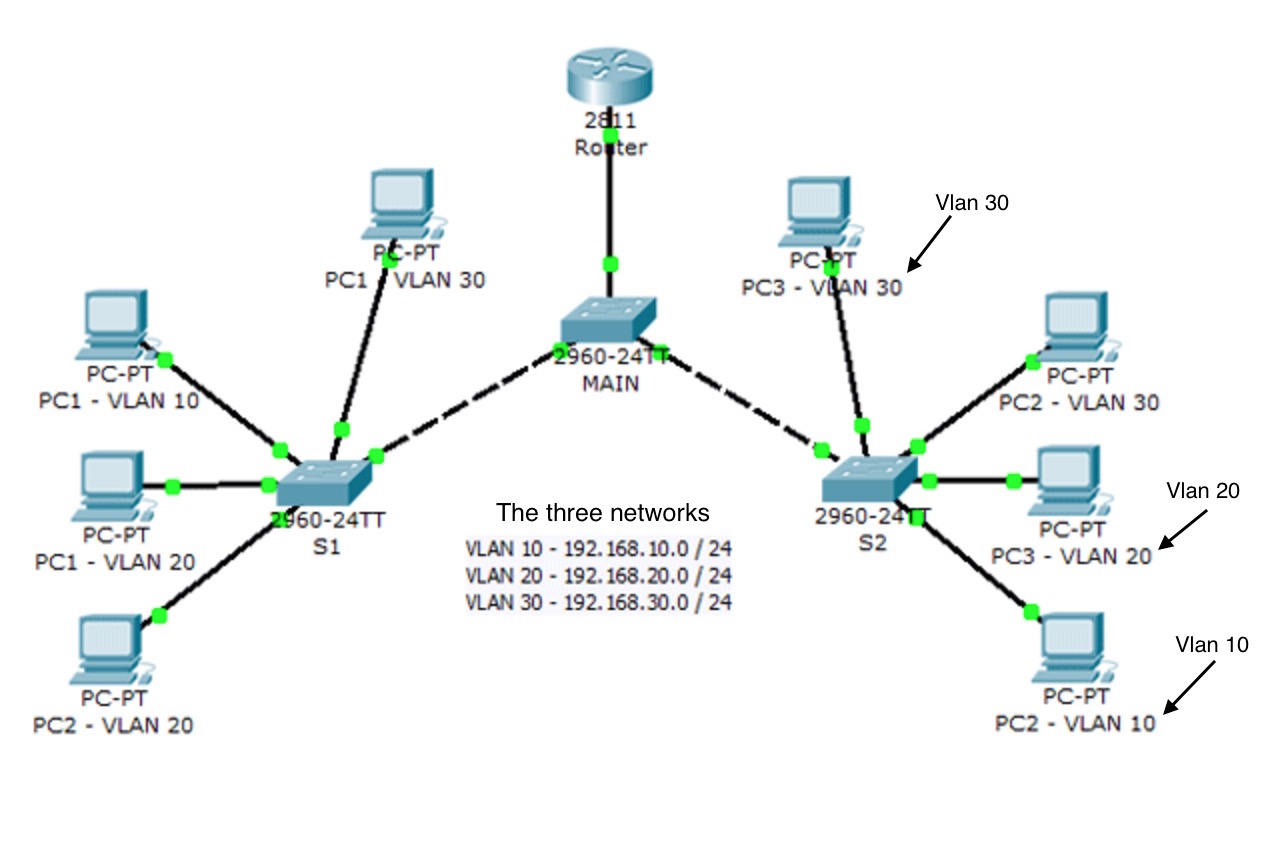 2811
Router
PC-PT
PC1 - VLAN 30
PC-PT
PC3 - VLAN 30
Vlan 30
PC-PT
PC1 - VLAN 10
2960-24TT
MAIN
PC-PT
PC2 - VLAN 30
PC-PT
PC1 - VLAN 20
2960-24TT
S1
The three networks
VLAN 10 - 192.168.10.0 / 24
VLAN 20 - 192.168.20.0 / 24
VLAN 30 - 192.168.30.0 / 24
2960-24TT
S2
Vlan 20
PC-PT
PC3 - VLAN 20
PC-PT
PC2 - VLAN 20
Vlan 10
PC-PT
PC2 - VLAN 10